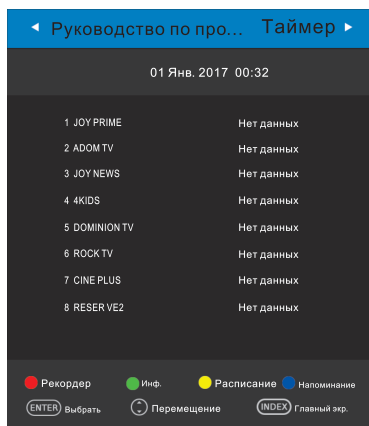 Руководство по про... Таймер
01 Янв. 2017 00:32
1 JOY PRIME Нет данных
2 ADOM TV Нет данных
3 JOY NEWS Нет данных
4 4KIDS Нет данных
5 DOMINION TV Нет данных
6 ROCK TV Нет данных
7 CINE PLUS Нет данных
8 RESER VE2 Нет данных
Рекордер Инф. Расписание Напоминание
ENTER Выбрать Перемещение INDEX Главный экр.